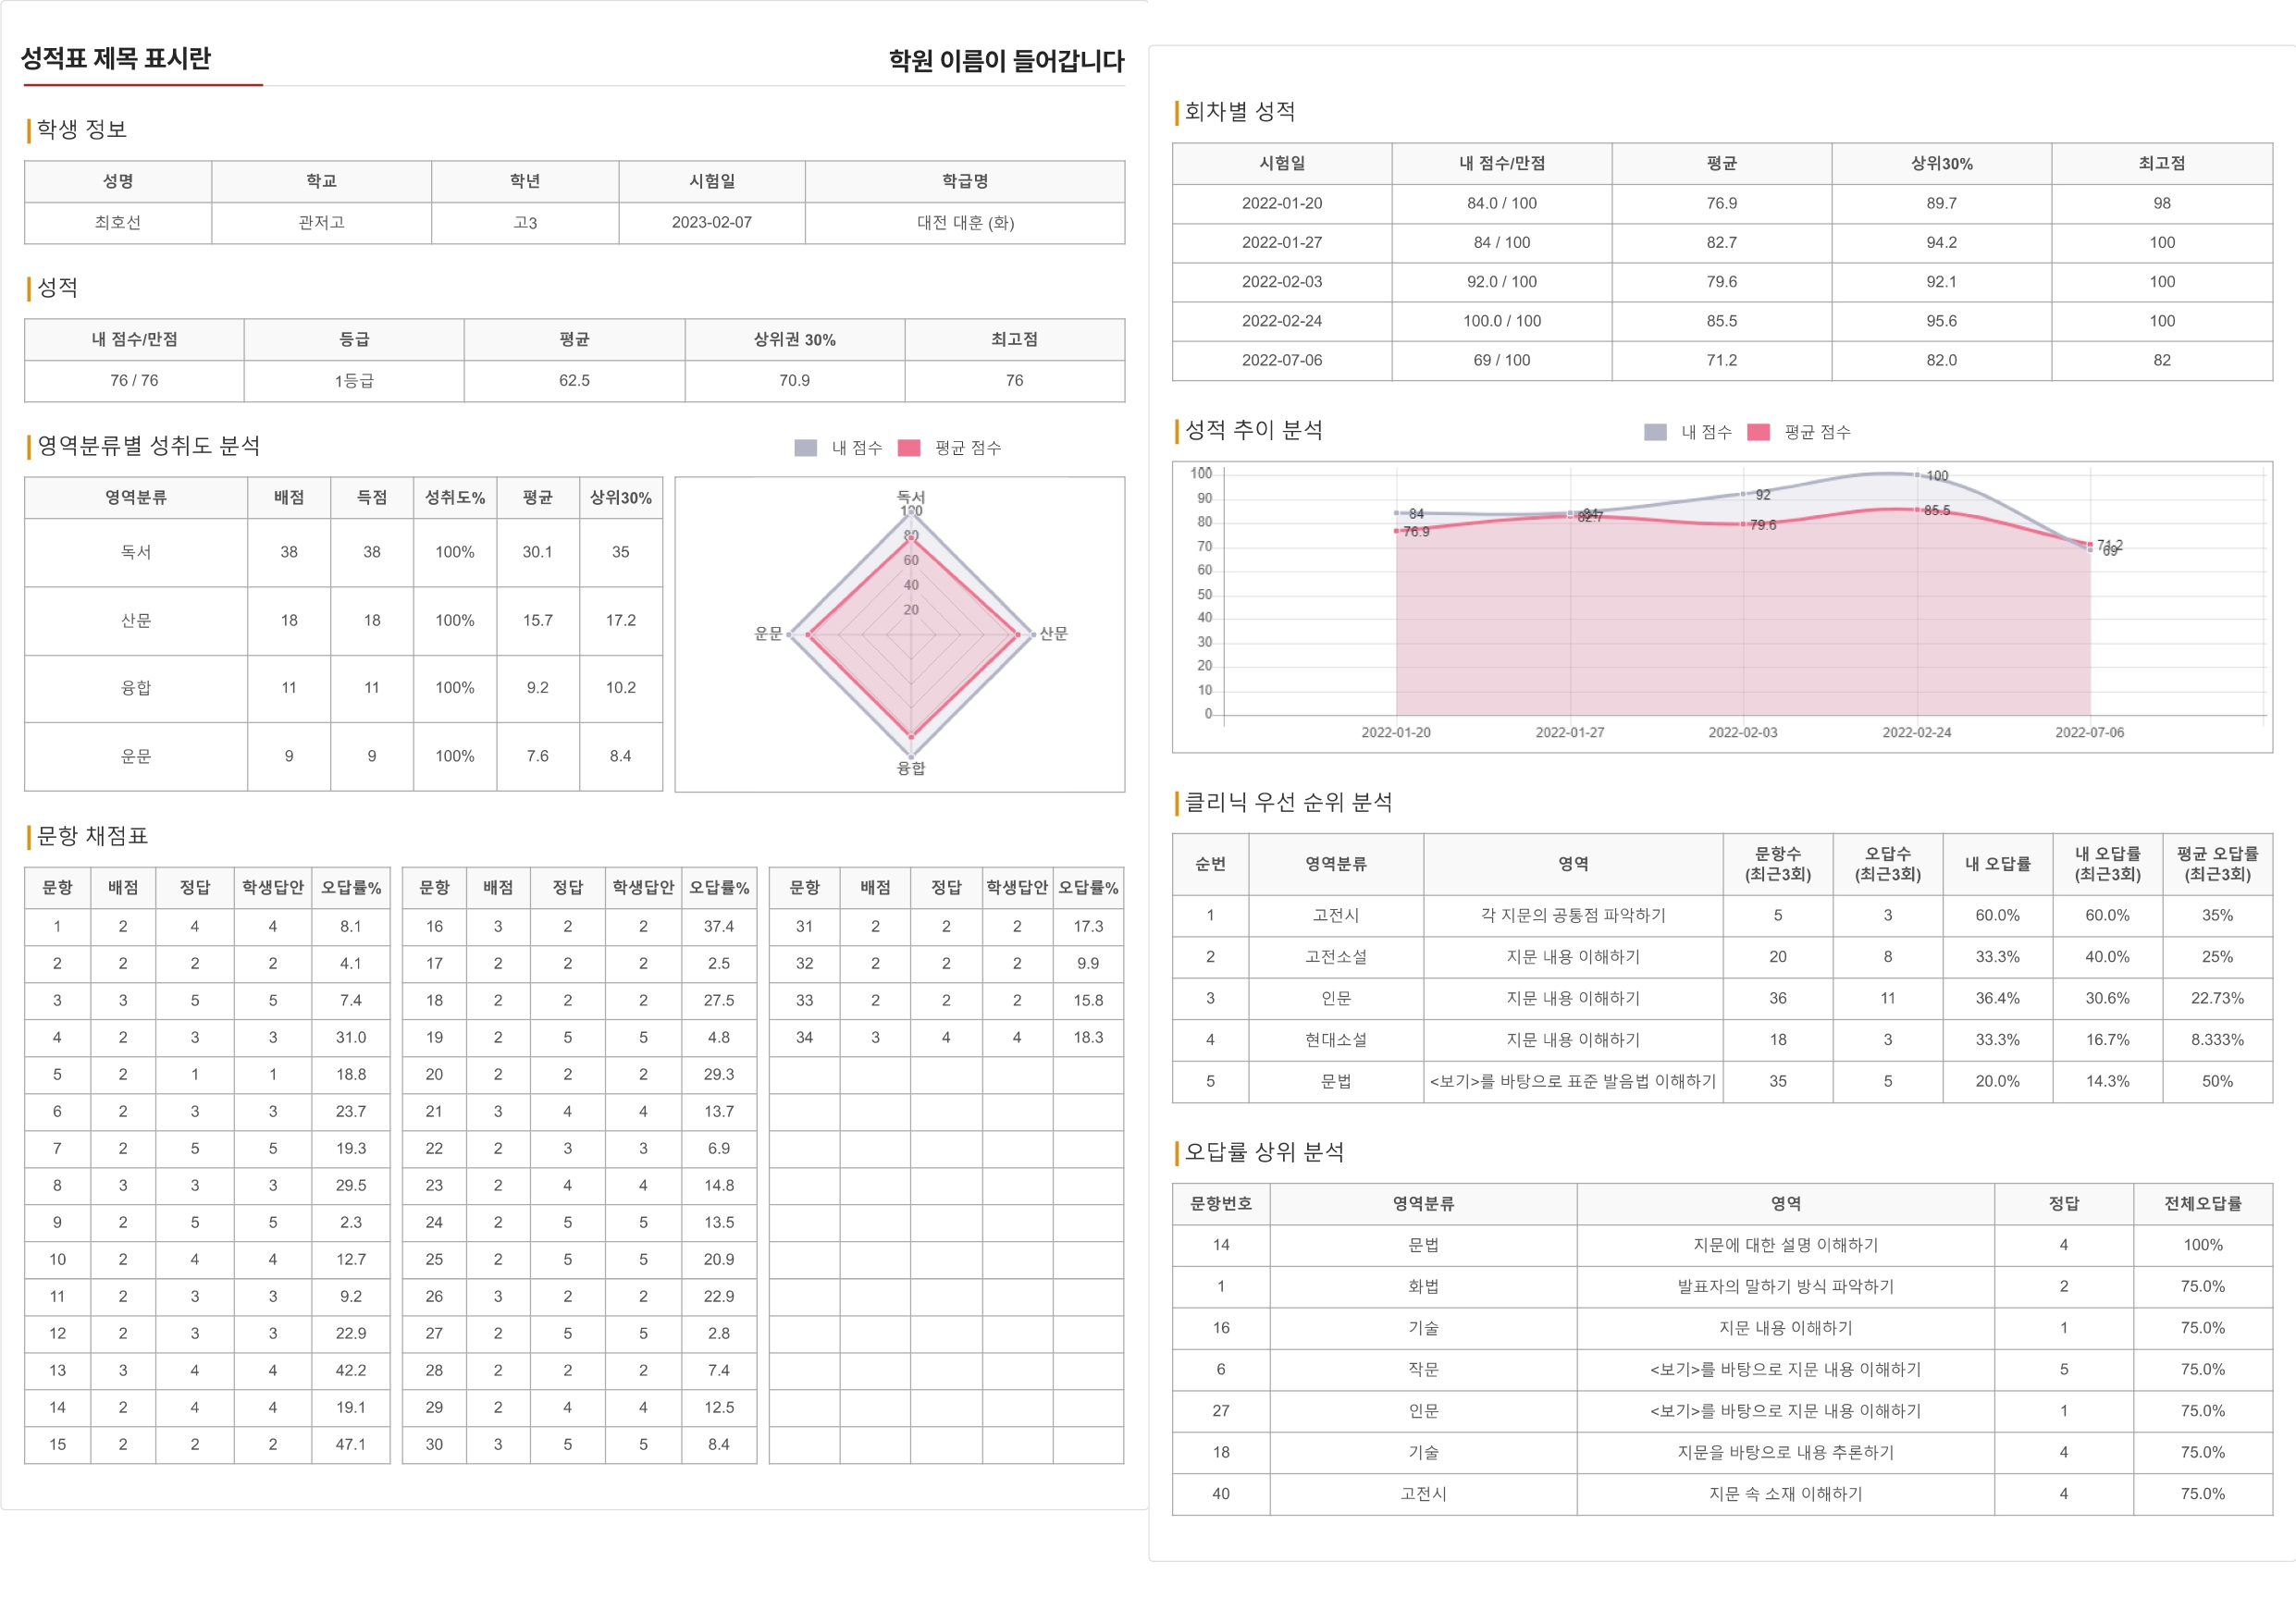 성적표 제목 표시란
학원 이름이 들어갑니다
학생 정보
성명 학교 학년 시험일 학급명
최호선 관저고 고3 2023-02-07 대전 대훈 (화)
성적
내 점수/만점 등급 평균 상위권 30% 최고점
76 / 76 1등급 62.5 70.9 76
영역분류별 성취도 분석
내 점수 평균 점수
영역분류 배점 득점 성취도% 평균 상위30%
독서 38 38 100% 30.1 35
산문 18 18 100% 15.7 17.2
융합 11 11 100% 9.2 10.2
운문 9 9 100% 7.6 8.4
독서
100
80
60
40
20
운문 산문
융합
문항 채점표
문항 배점 정답 학생답안 오답률% 문항 배점 정답 학생답안 오답률% 문항 배점 정답 학생답안 오답률%
1 2 4 4 8.1 16 3 2 2 37.4 31 2 2 2 17.3
2 2 2 2 4.1 17 2 2 2 2.5 32 2 2 2 9.9
3 3 5 5 7.4 18 2 2 2 27.5 33 2 2 2 15.8
4 2 3 3 31.0 19 2 5 5 4.8 34 3 4 4 18.3
5 2 1 1 18.8 20 2 2 2 29.3
6 2 3 3 23.7 21 3 4 4 13.7
7 2 5 5 19.3 22 2 3 3 6.9
8 3 3 3 29.5 23 2 4 4 14.8
9 2 5 5 2.3 24 2 5 5 13.5
10 2 4 4 12.7 25 2 5 5 20.9
11 2 3 3 9.2 26 3 2 2 22.9
12 2 3 3 22.9 27 2 5 5 2.8
13 3 4 4 42.2 28 2 2 2 7.4
14 2 4 4 19.1 29 2 4 4 12.5
15 2 2 2 47.1 30 3 5 5 8.4
회차별 성적
시험일 내 점수/만점 평균 상위30% 최고점
2022-01-20 84.0 / 100 76.9 89.7 98
2022-01-27 84 / 100 82.7 94.2 100
2022-02-03 92.0 / 100 79.6 92.1 100
2022-02-24 100.0 / 100 85.5 95.6 100
2022-07-06 69 / 100 71.2 82.0 82
성적 추이 분석
내 점수 평균 점수
100
90
80
70
60
50
40
30
20
10
0
84 84 92 100 69
76.9 82.7 79.6 85.5 71.2
2022-01-20 2022-01-27 2022-02-03 2022-02-24 2022-07-06
클리닉 우선 순위 분석
순번 영역분류 영역 문항수 (최근3회) 오답수 (최근3회) 내 오답률 내 오답률 (최근3회) 평균 오답률 (최근3회)
1 고전시 각 지문의 공통점 파악하기 5 3 60.0% 60.0% 35%
2 고전소설 지문 내용 이해하기 20 8 33.3% 40.0% 25%
3 인문 지문 내용 이해하기 36 11 36.4% 30.6% 22.73%
4 현대소설 지문 내용 이해하기 18 3 33.3% 16.7% 8.333%
5 문법 <보기>를 바탕으로 표준 발음법 이해하기 35 5 20.0% 14.3% 50%
오답률 상위 분석
문항번호 영역분류 영역 정답 전체오답률
14 문법 지문에 대한 설명 이해하기 4 100%
1 화법 발표자의 말하기 방식 파악하기 2 75.0%
16 기술 지문 내용 이해하기 1 75.0%
6 작문 <보기>를 바탕으로 지문 내용 이해하기 5 75.0%
27 인문 <보기>를 바탕으로 지문 내용 이해하기 1 75.0%
18 기술 지문을 바탕으로 내용 추론하기 4 75.0%
40 고전시 지문 속 소재 이해하기 4 75.0%